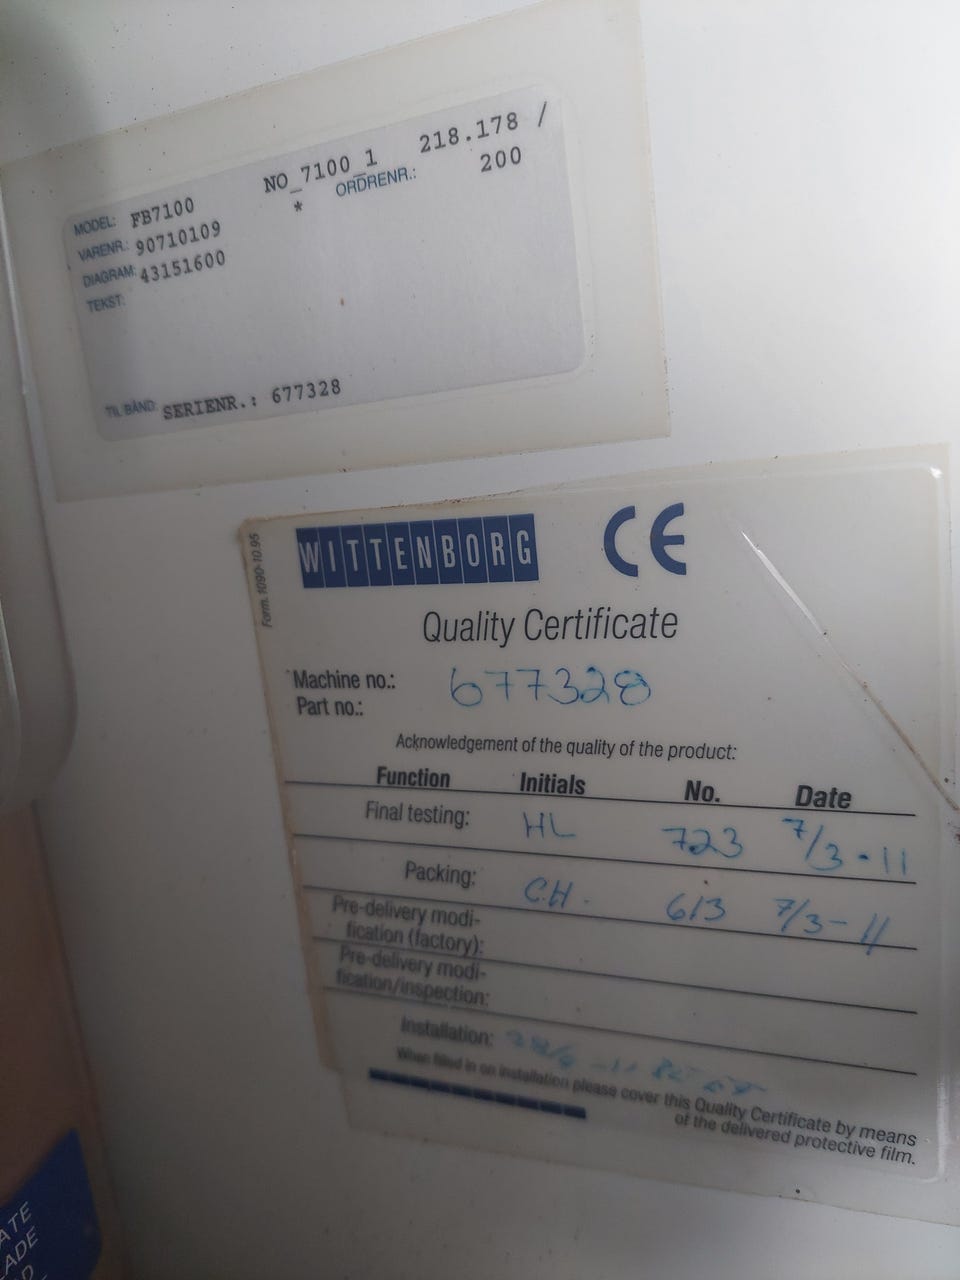 NO_7100_1 218.178 /
MODEL: FB7100 * ORDRENR.: 200
VARENR.: 90710109
DIAGRAM: 43151600
TEKST:
TIL BÅND: SERIENR.: 677328
Form. 1090-10.95
WITTENBORG CE
Quality Certificate
Machine no.: 677328
Part no.:
Acknowledgement of the quality of the product:
Function Initials No. Date
Final testing: HL 723 7/3-11
Packing: C.H. 613 7/3-11
Pre-delivery modi-
fication (factory):
Pre-delivery modi-
fication/inspection:
Installation:
When filled in on installation please cover this Quality Certificate by means
of the delivered protective film.